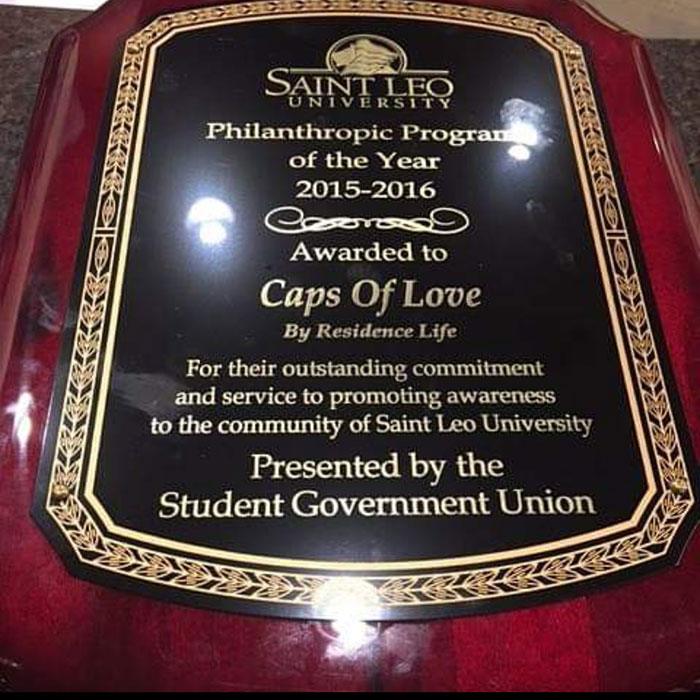 SAINT LEO
UNIVERSITY
Philanthropic Program
of the Year
2015-2016
Awarded to
Caps Of Love
By Residence Life
For their outstanding commitment
and service to promoting awareness
to the community of Saint Leo University
Presented by the
Student Government Union